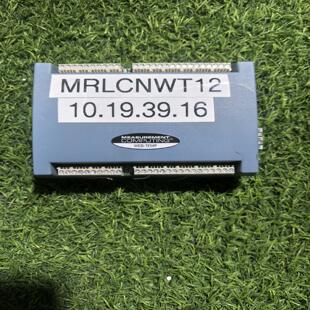 MRLCNWT12
10.19.39.16
MEASUREMENT
COMPUTING